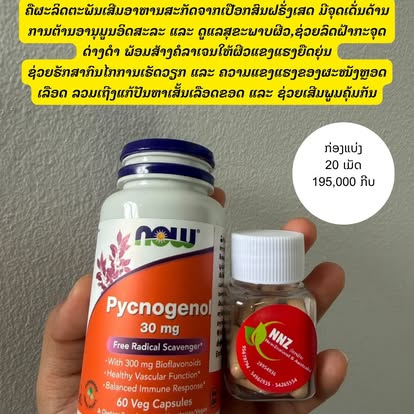 ຄືຜະລິດຕະພັນເສີມອາຫານສະກັດຈາກເປືອກສົນຝຣັ່ງເສດ ມີຈຸດເດັ່ນດ້ານ
ການຕ້ານອານຸມູນອິດສະລະ ແລະ ດູແລສຸຂະພາບຜິວ,ຊ່ວຍລົດຝ້າກະຈຸດ
ດ່າງດຳ ພ້ອມສ້າງຄໍລາເຈນໃຫ້ຜິວແຂງແຮງຍືດຍຸ່ນ
ຊ່ວຍຮັກສາກົນໄກການເຮັດວຽກ ແລະ ຄວາມແຂງແຮງຂອງຜະໜັງຫຼອດ
ເລືອດ ລວມເຖິງແກ້ປັນຫາເສັ້ນເລືອດຂອດ ແລະ ຊ່ວຍເສີມພູມຄຸ້ມກັນ
ກ່ອງແບ່ງ
20 ເມັດ
195,000 ກີບ
NOW
Pycnogenol
30 mg
Free Radical Scavenger*
•With 300 mg Bioflavonoids
•Healthy Vascular Function*
•Balanced Immune Response*
60 Veg Capsules
NNZ